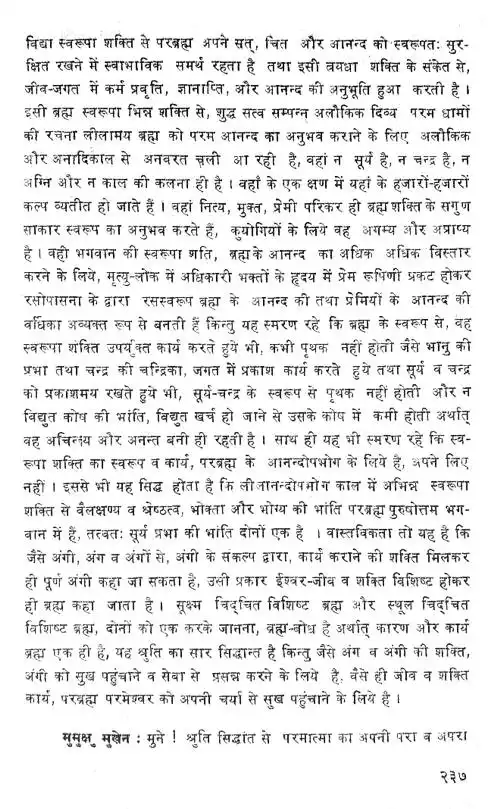 विद्या स्वरूपा शक्ति से परब्रह्म अपने सत्, चित और आनन्द को स्वरूपतः सुर-
क्षित रखने में स्वाभाविक समर्थ रहता है तथा इसी त्रयधा शक्ति के संकेत से,
जीव-जगत में कर्म प्रवृति, ज्ञानाप्ति, और आनन्द की अनुभूति हुआ करती है ।
इसी ब्रह्म स्वरूपा भिन्न शक्ति से, शुद्ध सत्व सम्पन्न अलौकिक दिव्य परम धामों
की रचना लीलामय ब्रह्म को परम आनन्द का अनुभव कराने के लिए अलौकिक
और अनादिकाल से अनवरत चली आ रही है, वहां न सूर्य है, न चन्द्र है, न
अग्नि और न काल की कलना ही है । वहाँ के एक क्षण में यहां के हजारों-हजारों
कल्प व्यतीत हो जाते हैं । वहां नित्य, मुक्त, प्रेमी परिकर ही ब्रह्म शक्ति के सगुण
साकार स्वरूप का अनुभव करते हैं, कुयोगियों के लिये वह अगम्य और अप्राप्य
है । वही भगवान की स्वरूपा शति, ब्रह्म के आनन्द का अधिक अधिक विस्तार
करने के लिये, मृत्यु-लोक में अधिकारी भक्तों के हृदय में प्रेम रूपिणी प्रकट होकर
रसोपासना के द्वारा रसस्वरूप ब्रह्म के आनन्द की तथा प्रेमियों के आनन्द की
वर्धिका अव्यक्त रूप से बनती हैं किन्तु यह स्मरण रहे कि ब्रह्म के स्वरूप से, वह
स्वरूपा शक्ति उपर्युक्त कार्य करते हुये भी, कभी पृथक नहीं होती जैसे भानु की
प्रभा तथा चन्द्र की चन्द्रिका, जगत में प्रकाश कार्य करते हुये तथा सूर्य व चन्द्र
को प्रकाशमय रखते हुये भी, सूर्य-चन्द्र के स्वरूप से पृथक नहीं होती और न
विद्युत कोष की भांति, विद्युत खर्च हो जाने से उसके कोष में कमी होती अर्थात्
वह अचिन्त्य और अनन्त बनी ही रहती है । साथ ही यह भी स्मरण रहे कि स्व-
रूपा शक्ति का स्वरूप व कार्य, परब्रह्म के आनन्दोपभोग के लिये है, अपने लिए
नहीं । इससे भी यह सिद्ध होता है कि लीलानन्दोपभोग काल में अभिन्न स्वरूपा
शक्ति से वैलक्षण्य व श्रेष्ठत्व, भोक्ता और भोग्य की भांति परब्रह्म पुरुषोत्तम भग-
वान में हैं, तत्वतः सूर्य प्रभा की भांति दोनों एक है । वास्तविकता तो यह है कि
जैसे अंगी, अंग व अंगों से, अंगी के संकल्प द्वारा, कार्य कराने की शक्ति मिलकर
ही पूर्ण अंगी कहा जा सकता है, उसी प्रकार ईश्वर-जीव व शक्ति विशिष्ट होकर
ही ब्रह्म कहा जाता है । सूक्ष्म चिद्चित विशिष्ट ब्रह्म और स्थूल चिद्चित
विशिष्ट ब्रह्म, दोनों को एक करके जानना, ब्रह्म-बोध है अर्थात् कारण और कार्य
ब्रह्म एक ही है, यह श्रुति का सार सिद्धान्त है किन्तु जैसे अंग व अंगी की शक्ति,
अंगी को सुख पहुंचाने व सेवा से प्रसन्न करने के लिये है, वैसे ही जीव व शक्ति
कार्य, परब्रह्म परमेश्वर को अपनी चर्या से सुख पहुंचाने के लिये है ।
मुमुक्षु मुखेन : मुने ! श्रुति सिद्धांत से परमात्मा का अपनी परा व अपरा
२३७